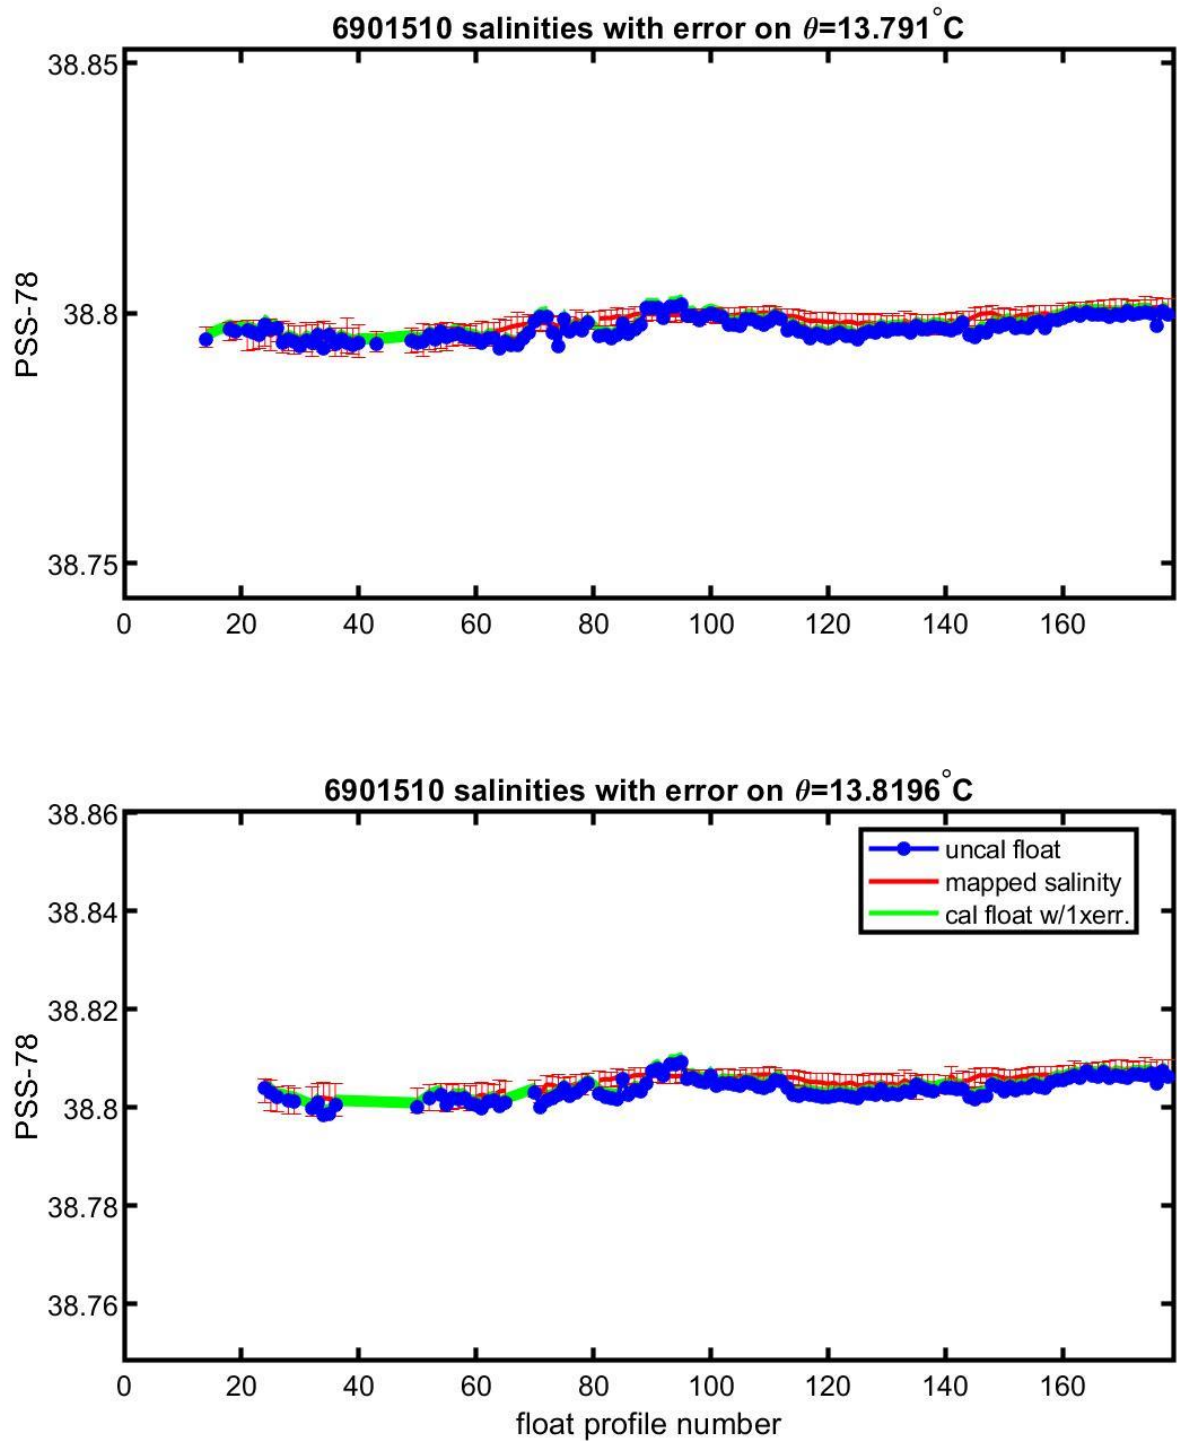 6901510 salinities with error on θ=13.791°C
38.85
38.8
38.75
PSS-78
0 20 40 60 80 100 120 140 160
6901510 salinities with error on θ=13.8196°C
38.86
38.84
38.82
38.8
38.78
38.76
PSS-78
uncal float
mapped salinity
cal float w/1xerr.
0 20 40 60 80 100 120 140 160
float profile number